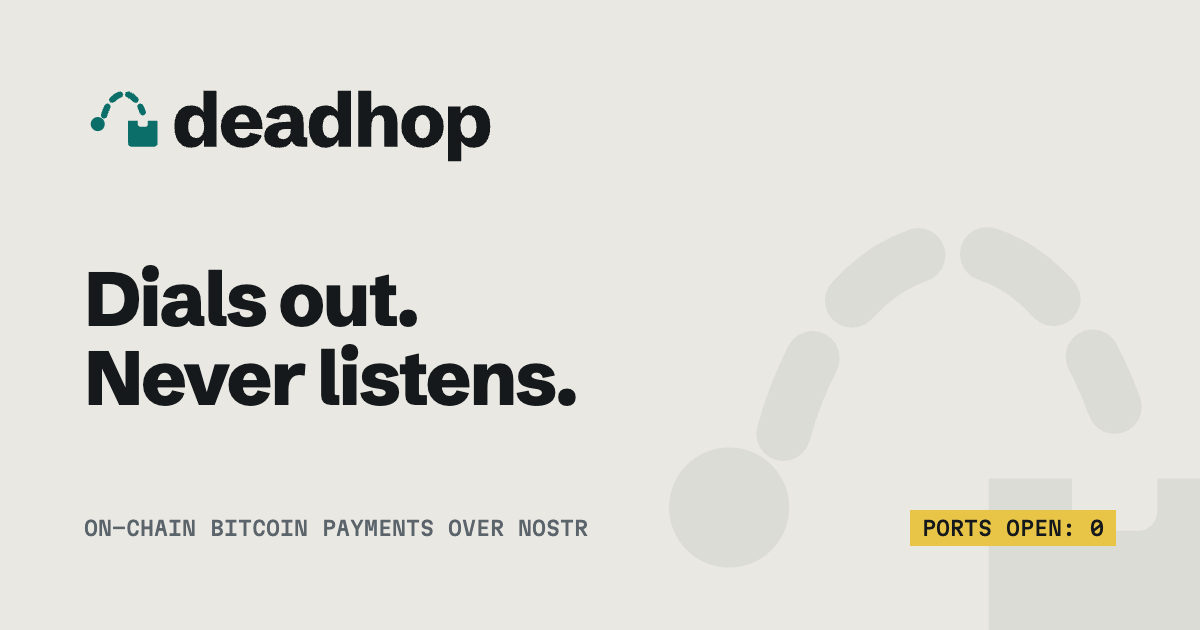 deadhop
Dials out.
Never listens.
ON-CHAIN BITCOIN PAYMENTS OVER NOSTR
PORTS OPEN: 0